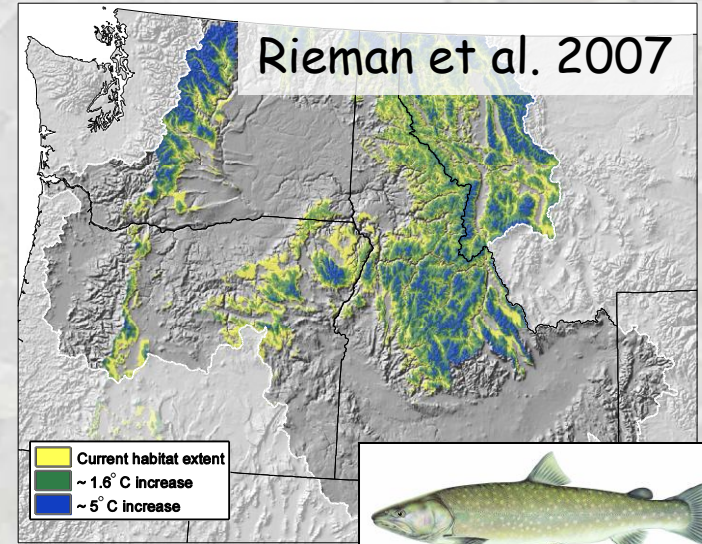 Rieman et al. 2007
Current habitat extent
~ 1.6° C increase
~ 5° C increase